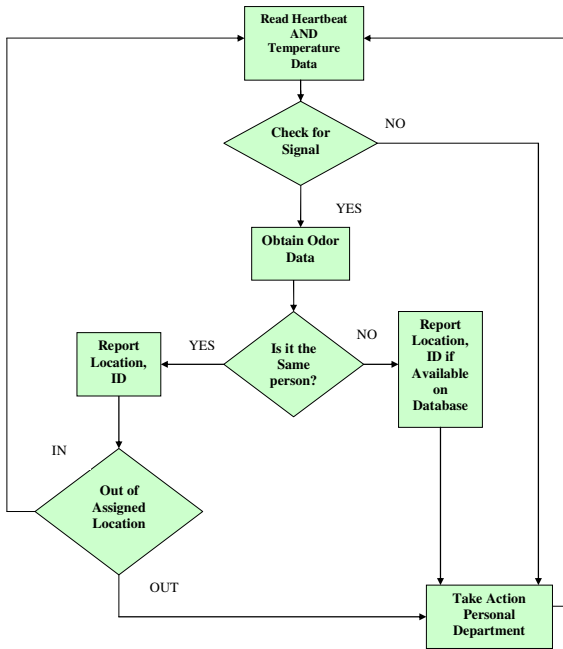 Read Heartbeat
AND
Temperature
Data
Check for
Signal
NO
YES
Obtain Odor
Data
Is it the
Same
person?
YES
NO
Report
Location,
ID
Report
Location,
ID if
Available
on
Database
IN
Out of
Assigned
Location
OUT
Take Action
Personal
Department